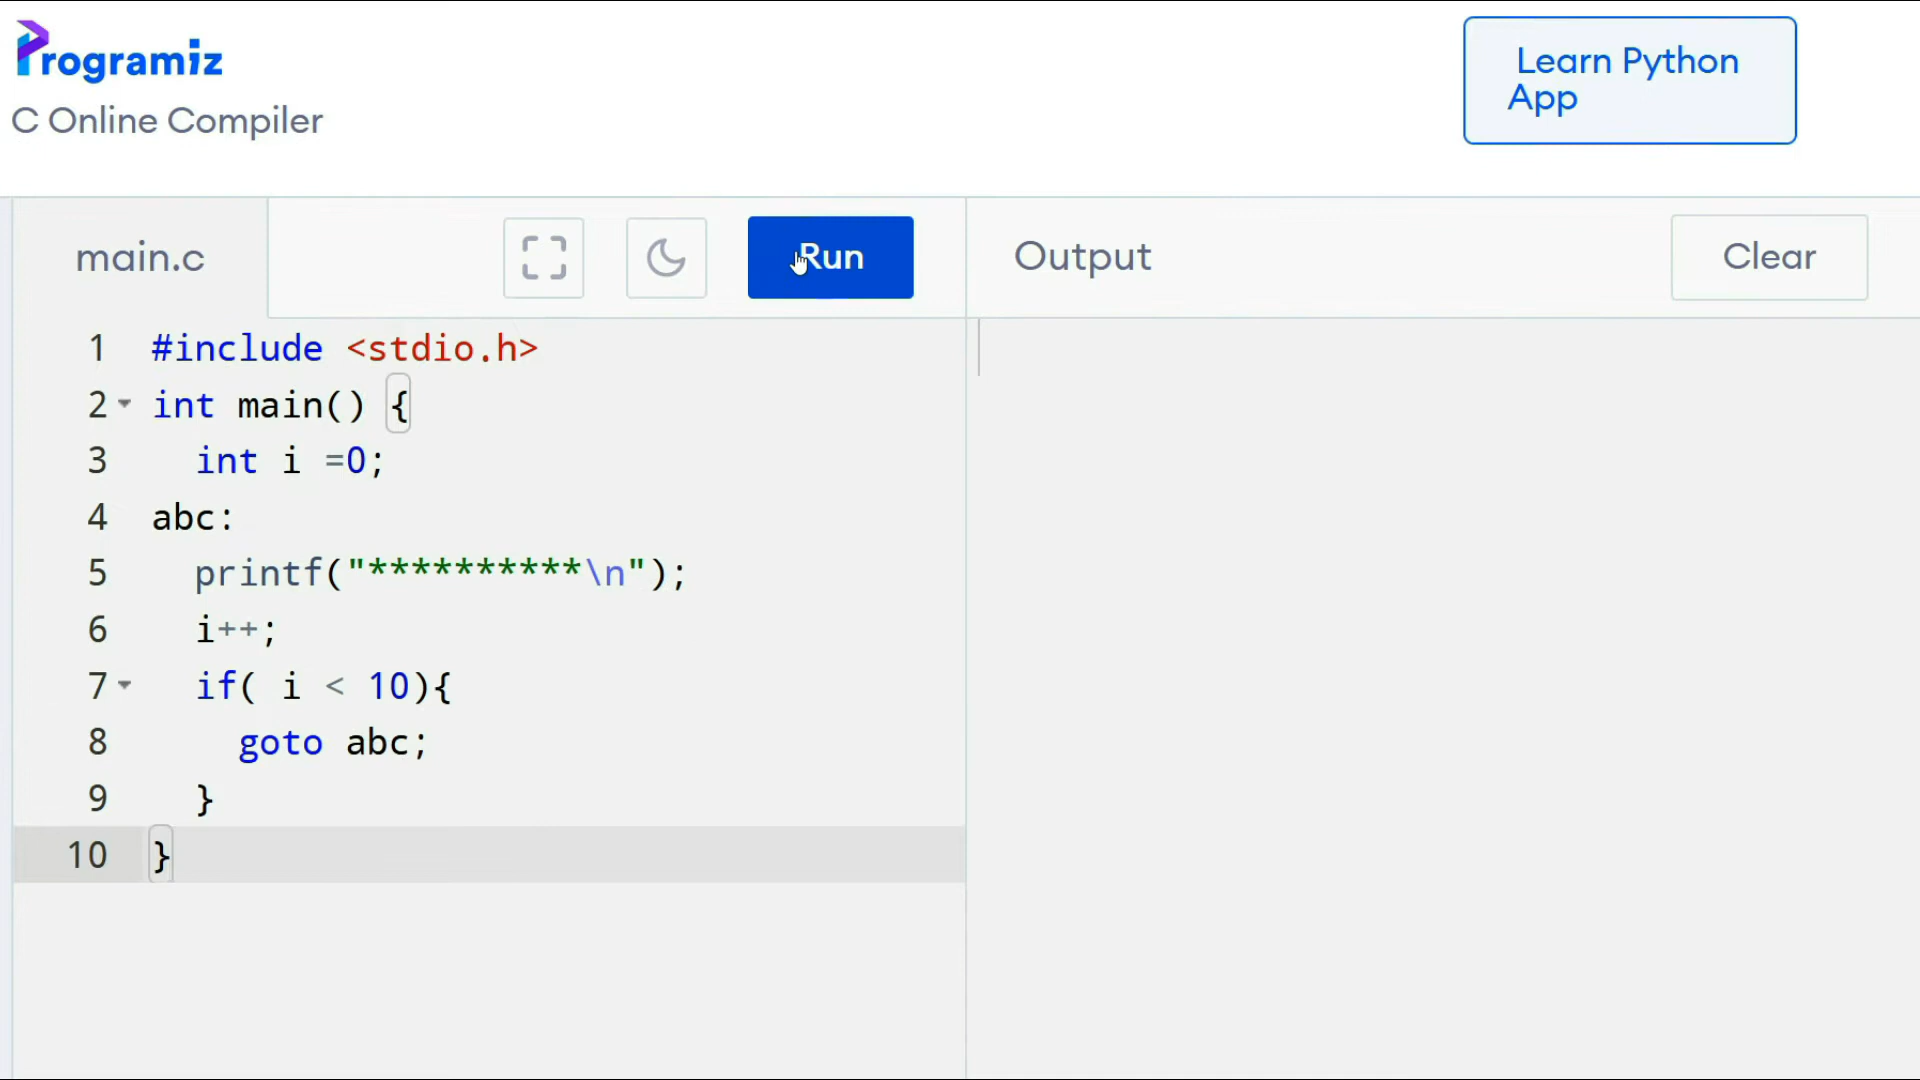 Programiz
C Online Compiler
Learn Python
App
main.c
Run
Output
Clear
1 #include <stdio.h>
2 int main() {
3 int i =0;
4 abc:
5 printf("**********\n");
6 i++;
7 if( i < 10){
8 goto abc;
9 }
10 }